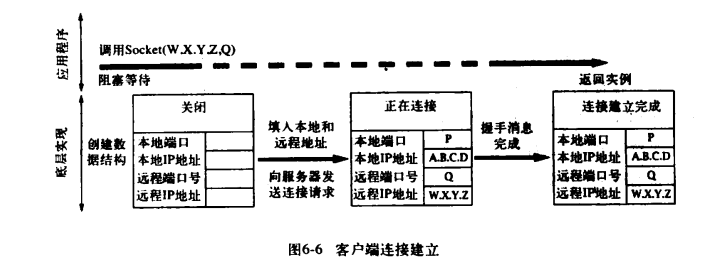 应用程序
调用Socket(W.X.Y.Z,Q)
阻塞等待
返回实例
底层实现
创建数
据结构
关闭
本地端口
本地IP地址
远程端口号
远程IP地址
填入本地和
远程地址
向服务器发
送连接请求
正在连接
本地端口 P
本地IP地址 A.B.C.D
远程端口号 Q
远程IP地址 W.X.Y.Z
握手消息
完成
连接建立完成
本地端口 P
本地IP地址 A.B.C.D
远程端口号 Q
远程IP地址 W.X.Y.Z
图6-6 客户端连接建立